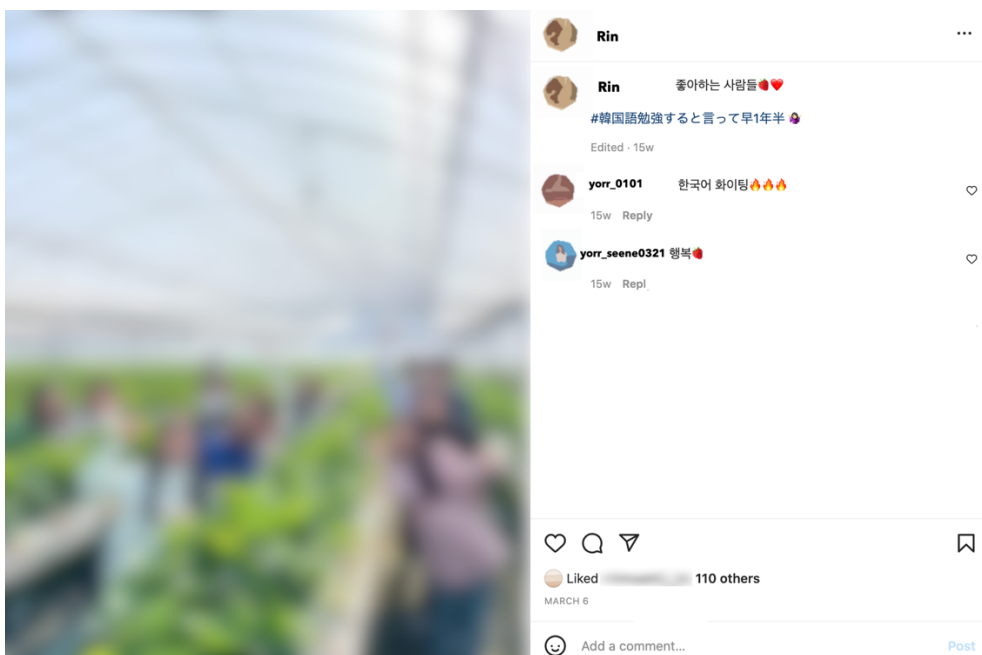 Rin
Rin 좋아하는 사람들🍓❤️
#韓国語勉強すると言って早1年半 🤷🏻‍♀️
Edited · 15w
yorr_0101 한국어 화이팅🔥🔥🔥
15w Reply
yorr_seene0321 행복🍓
15w Repl
Liked 110 others
MARCH 6
Add a comment... Post